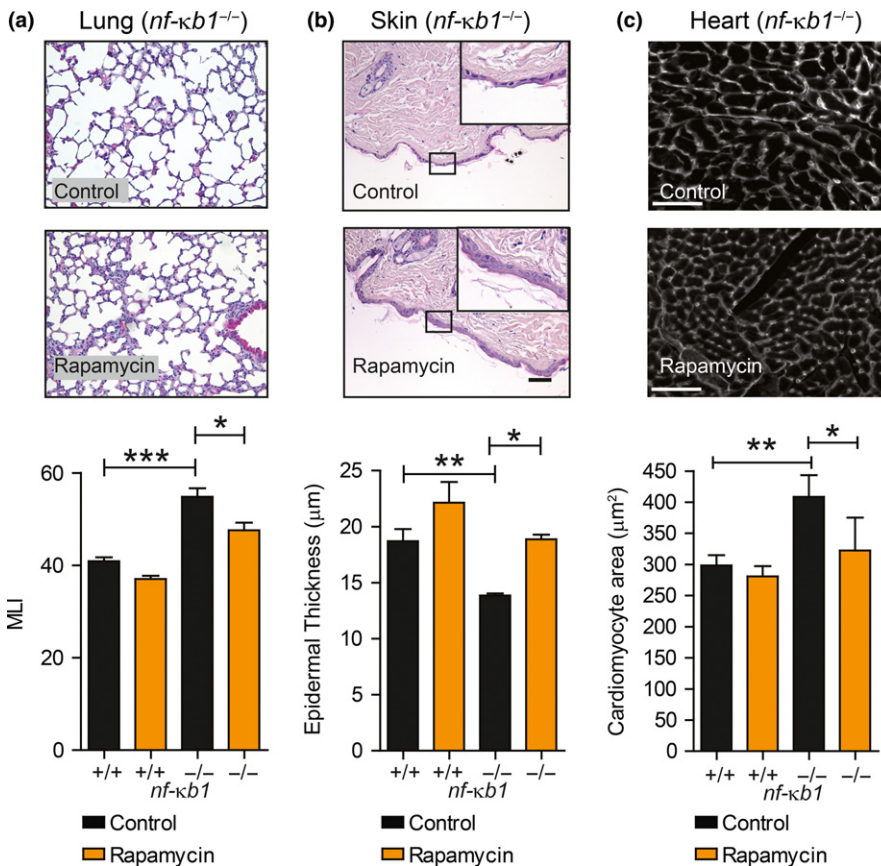 (a) Lung (nf-κb1−/−)
Control
Rapamycin
***
*
60
40
60
0
MLI
+/+ +/+ −/− −/−
nf-κb1
Control
Rapamycin
(b) Skin (nf-κb1−/−)
Control
Rapamycin
**
*
25
20
14
10
5
0
Epidermal Thickness (μm)
+/+ +/+ −/− −/−
nf-κb1
Control
Rapamycin
(c) Heart (nf-κb1−/−)
Control
Rapamycin
**
*
450
400
350
300
250
200
150
100
50
0
Cardiomyocyte area (μm²)
+/+ +/+ −/− −/−
nf-κb1
Control
Rapamycin